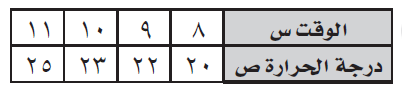 الوقت س ٨ ٩ ١٠ ١١
درجة الحرارة ص ٢٠ ٢٢ ٢٣ ٢٥